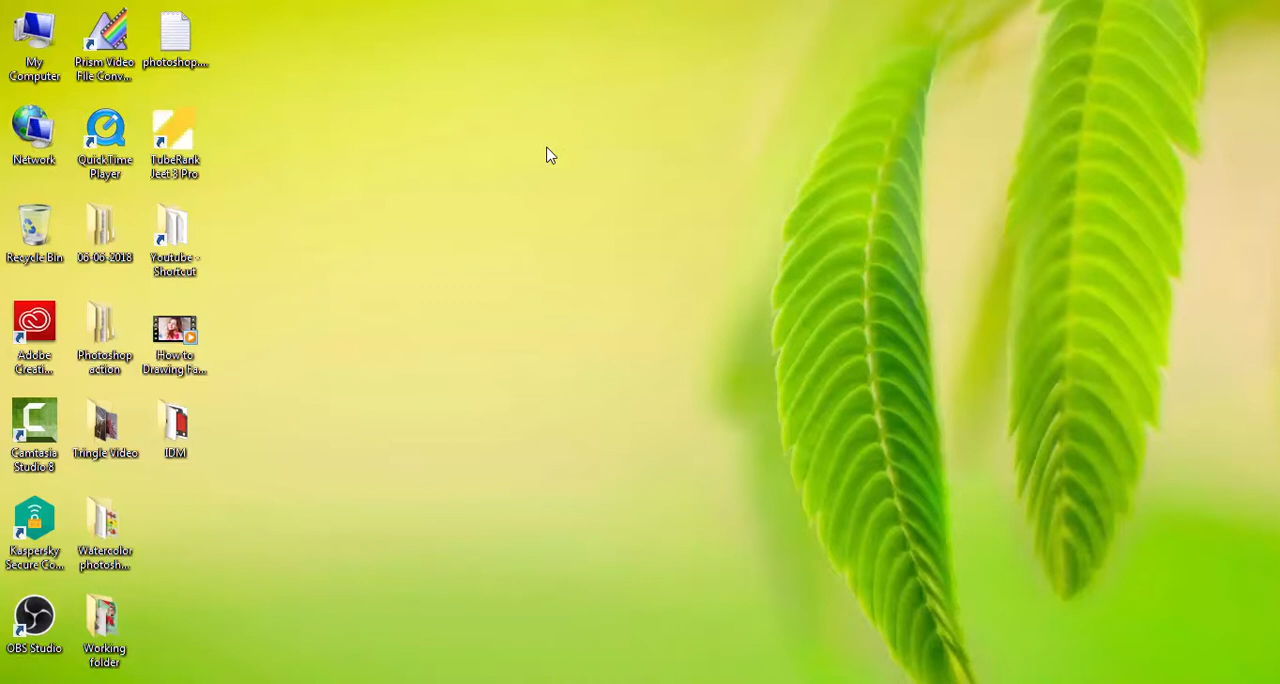 My
Computer
Prism Video
File Conv...
photoshop....
Network
QuickTime
Player
TubeRank
Jeet 3 Pro
Recycle Bin
06-06-2018
Youtube -
Shortcut
Adobe
Creati...
Photoshop
action
How to
Drawing Fa...
Camtasia
Studio 8
Tringle Video
IDM
Kaspersky
Secure Co...
Watercolor
photosh...
OBS Studio
Working
folder